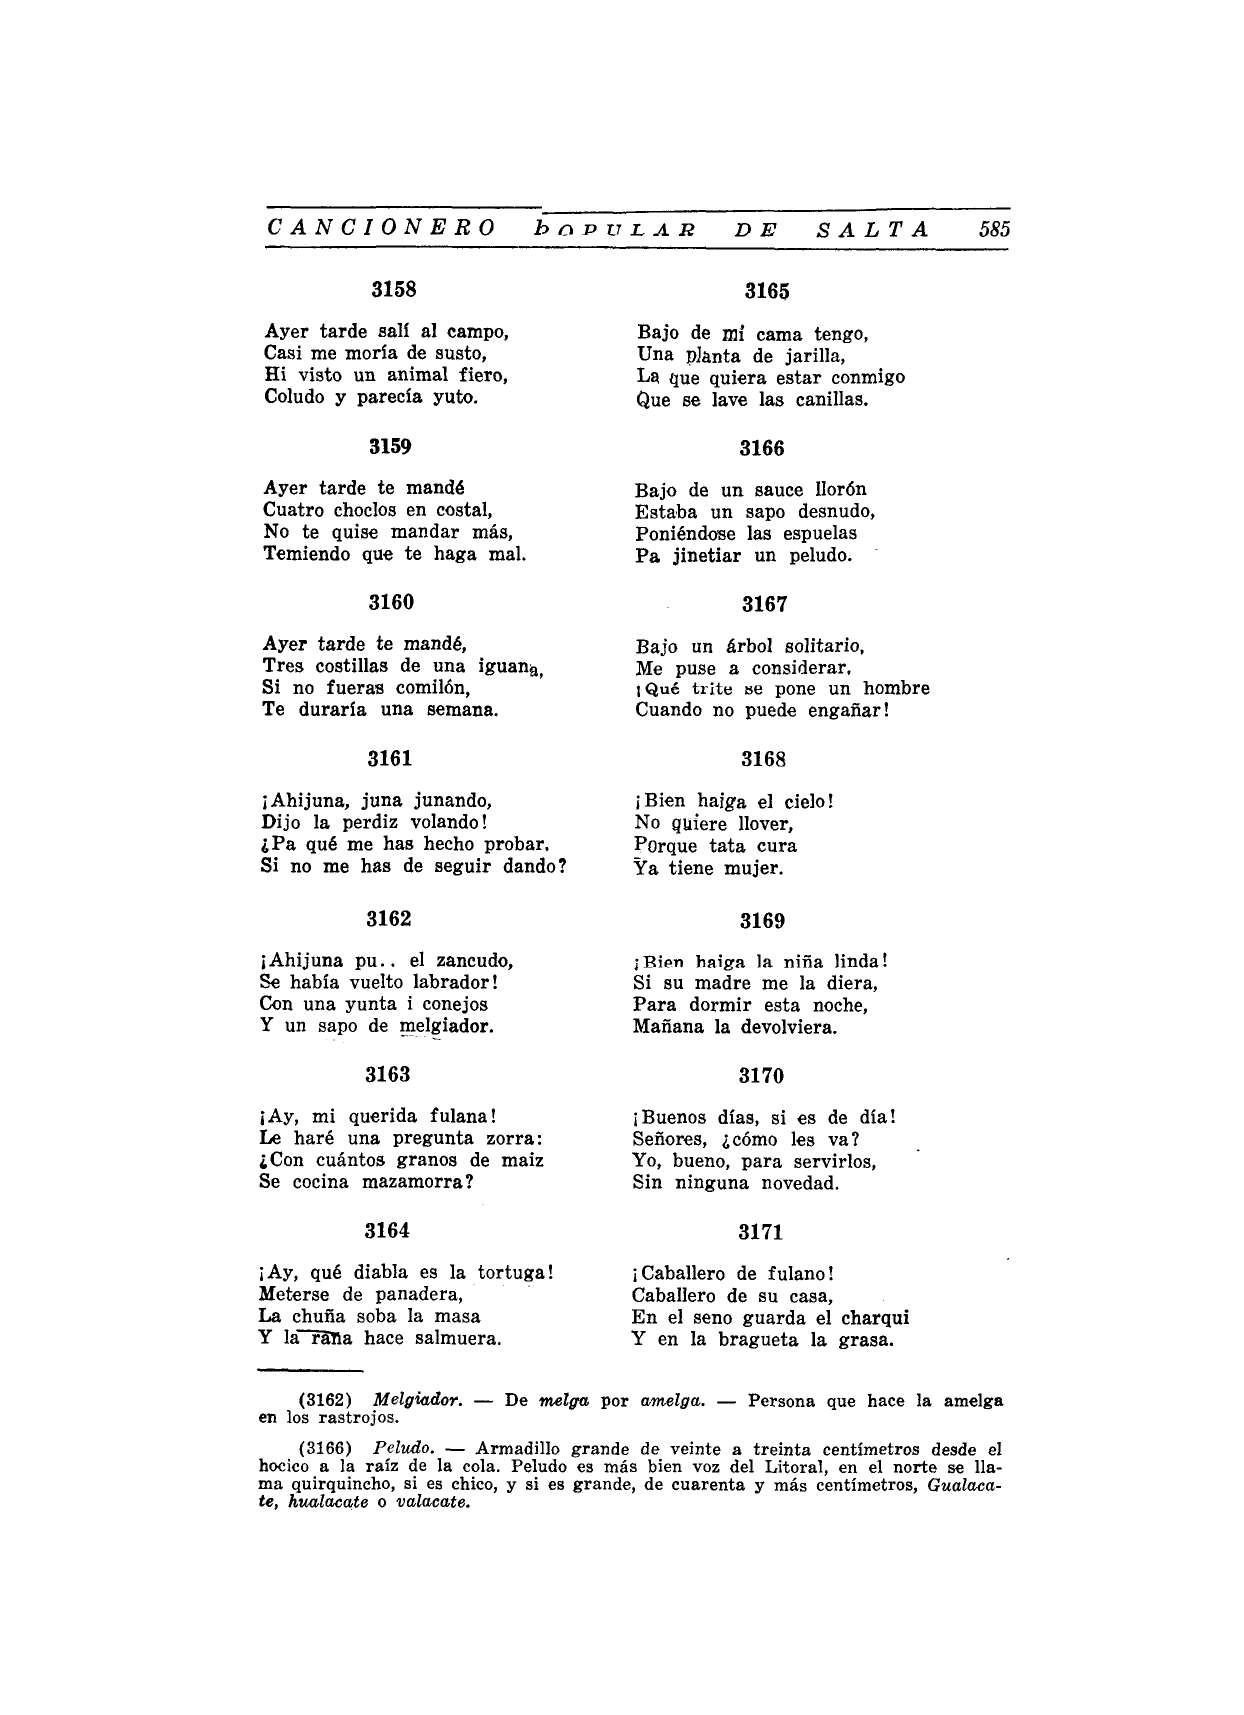 CANCIONERO POPULAR DE SALTA 585
3158
Ayer tarde salí al campo,
Casi me moría de susto,
Hi visto un animal fiero,
Coludo y parecía yuto.
3159
Ayer tarde te mandé
Cuatro choclos en costal,
No te quise mandar más,
Temiendo que te haga mal.
3160
Ayer tarde te mandé,
Tres costillas de una iguana,
Si no fueras comilón,
Te duraría una semana.
3161
¡Ahijuna, juna junando,
Dijo la perdiz volando!
¿Pa qué me has hecho probar.
Si no me has de seguir dando?
3162
¡Ahijuna pu.. el zancudo,
Se había vuelto labrador!
Con una yunta i conejos
Y un sapo de melgiador.
3163
¡Ay, mi querida fulana!
Le haré una pregunta zorra:
¿Con cuántos granos de maiz
Se cocina mazamorra?
3164
¡Ay, qué diabla es la tortuga!
Meterse de panadera,
La chuña soba la masa
Y la rana hace salmuera.
3165
Bajo de mi cama tengo,
Una planta de jarilla,
La que quiera estar conmigo
Que se lave las canillas.
3166
Bajo de un sauce llorón
Estaba un sapo desnudo,
Poniéndose las espuelas
Pa jinetiar un peludo.
3167
Bajo un árbol solitario,
Me puse a considerar,
¡Qué trite se pone un hombre
Cuando no puede engañar!
3168
¡Bien haiga el cielo!
No quiere llover,
Porque tata cura
Ya tiene mujer.
3169
¡Bien haiga la niña linda!
Si su madre me la diera,
Para dormir esta noche,
Mañana la devolviera.
3170
¡Buenos días, si es de día!
Señores, ¿cómo les va?
Yo, bueno, para servirlos,
Sin ninguna novedad.
3171
¡Caballero de fulano!
Caballero de su casa,
En el seno guarda el charqui
Y en la bragueta la grasa.
(3162) Melgiador. — De melga por amelga. — Persona que hace la amelga
en los rastrojos.
(3166) Peludo. — Armadillo grande de veinte a treinta centímetros desde el
hocico a la raíz de la cola. Peludo es más bien voz del Litoral, en el norte se lla-
ma quirquincho, si es chico, y si es grande, de cuarenta y más centímetros, Gualaca-
te, hualacate o valacate.